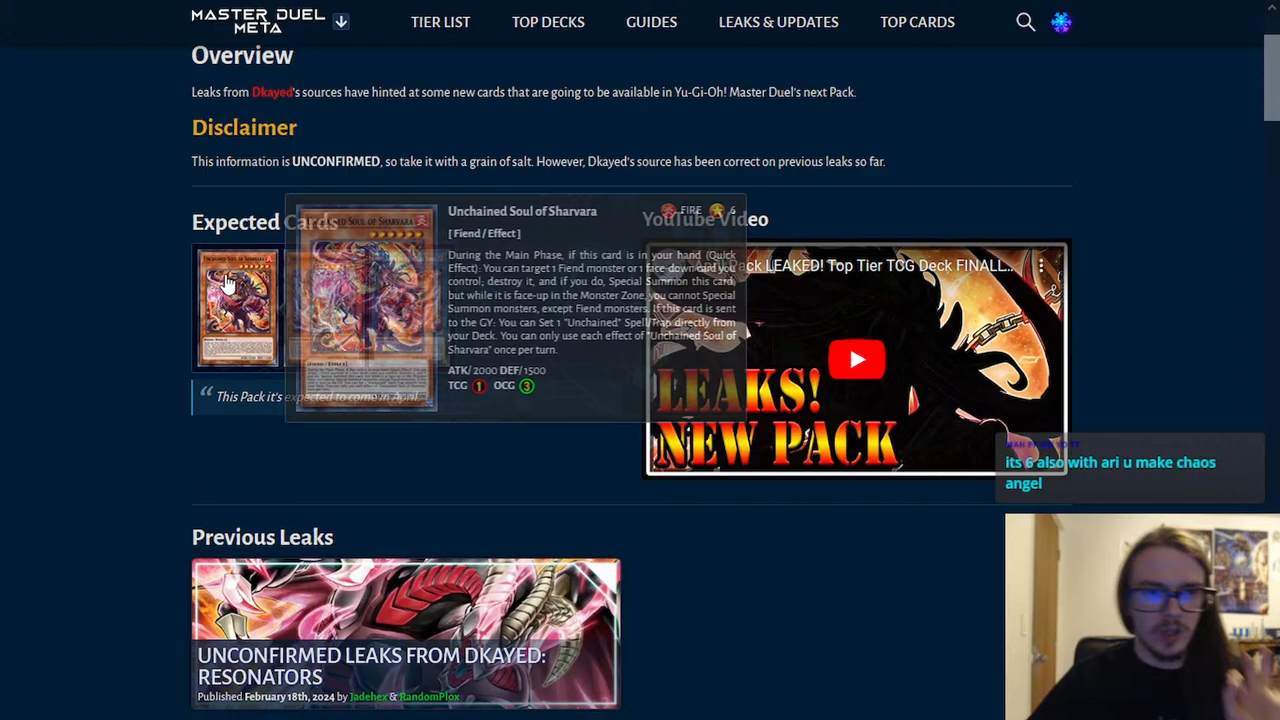 MASTER DUEL
META
TIER LIST
TOP DECKS
GUIDES
LEAKS & UPDATES
TOP CARDS
Overview
Leaks from Dkayed's sources have hinted at some new cards that are going to be available in Yu-Gi-Oh! Master Duel's next Pack.
Disclaimer
This information is UNCONFIRMED, so take it with a grain of salt. However, Dkayed's source has been correct on previous leaks so far.
Expected Cards
Unchained Soul of Sharvara
FIRE 6
[ Fiend / Effect ]
During the Main Phase, if this card is in your hand (Quick
Effect): You can target 1 Fiend monster or 1 face-down card you
control; destroy it, and if you do, Special Summon this card,
but while it is face-up in the Monster Zone, you cannot Special
Summon monsters, except Fiend monsters. If this card is sent
to the GY: You can Set 1 "Unchained" Spell/Trap directly from
your Deck. You can only use each effect of "Unchained Soul of
Sharvara" once per turn.
ATK/ 2000 DEF/ 1500
TCG 1 OCG 3
“ This Pack it's expected to come in April
YouTube Video
Pack LEAKED! Top Tier TCG Deck FINALL...
LEAKS!
NEW PACK
its 6 also with ari u make chaos
angel
Previous Leaks
UNCONFIRMED LEAKS FROM DKAYED:
RESONATORS
Published February 18th, 2024 by Jadehex & RandomPlox